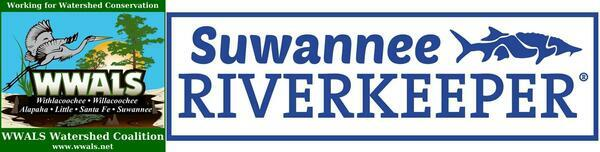 Working for Watershed Conservation
WWALS
Withlacoochee • Willacoochee
Alapaha • Little • Santa Fe • Suwannee
WWALS Watershed Coalition
www.wwals.net
Suwannee
RIVERKEEPER®